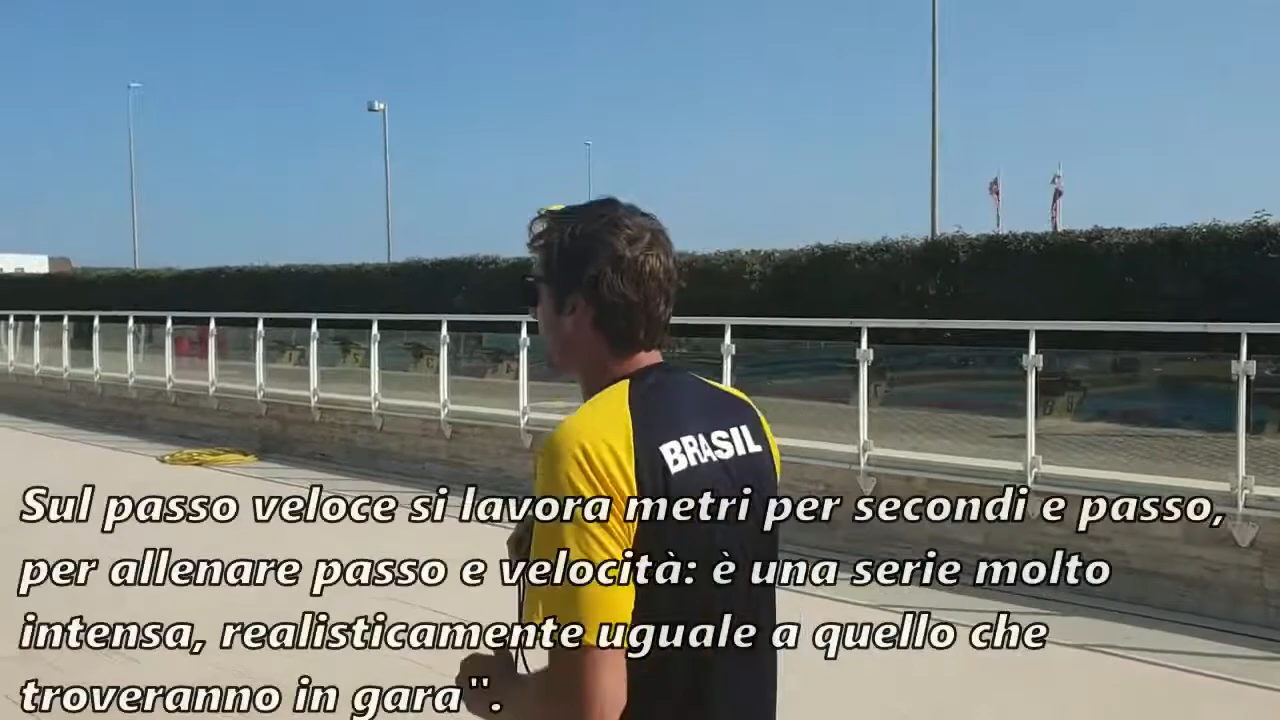 BRASIL
Sul passo veloce si lavora metri per secondi e passo,
per allenare passo e velocità: è una serie molto
intensa, realisticamente uguale a quello che
troveranno in gara".